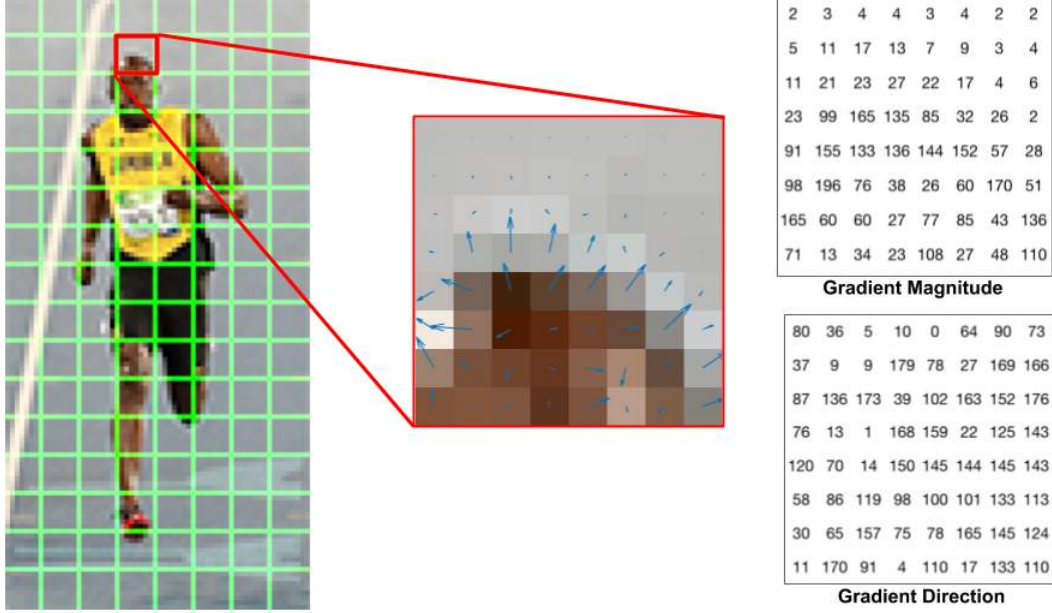 2 3 4 4 3 4 2 2
5 11 17 13 7 9 3 4
11 21 23 27 22 17 4 6
23 99 165 135 85 32 26 2
91 155 133 136 144 152 57 28
98 196 76 38 26 60 170 51
165 60 60 27 77 85 43 136
71 13 34 23 108 27 48 110
Gradient Magnitude
80 36 5 10 0 64 90 73
37 9 9 179 78 27 169 166
87 136 173 39 102 163 152 176
76 13 1 168 159 22 125 143
120 70 14 150 145 144 145 143
58 86 119 98 100 101 133 113
30 65 157 75 78 165 145 124
11 170 91 4 110 17 133 110
Gradient Direction